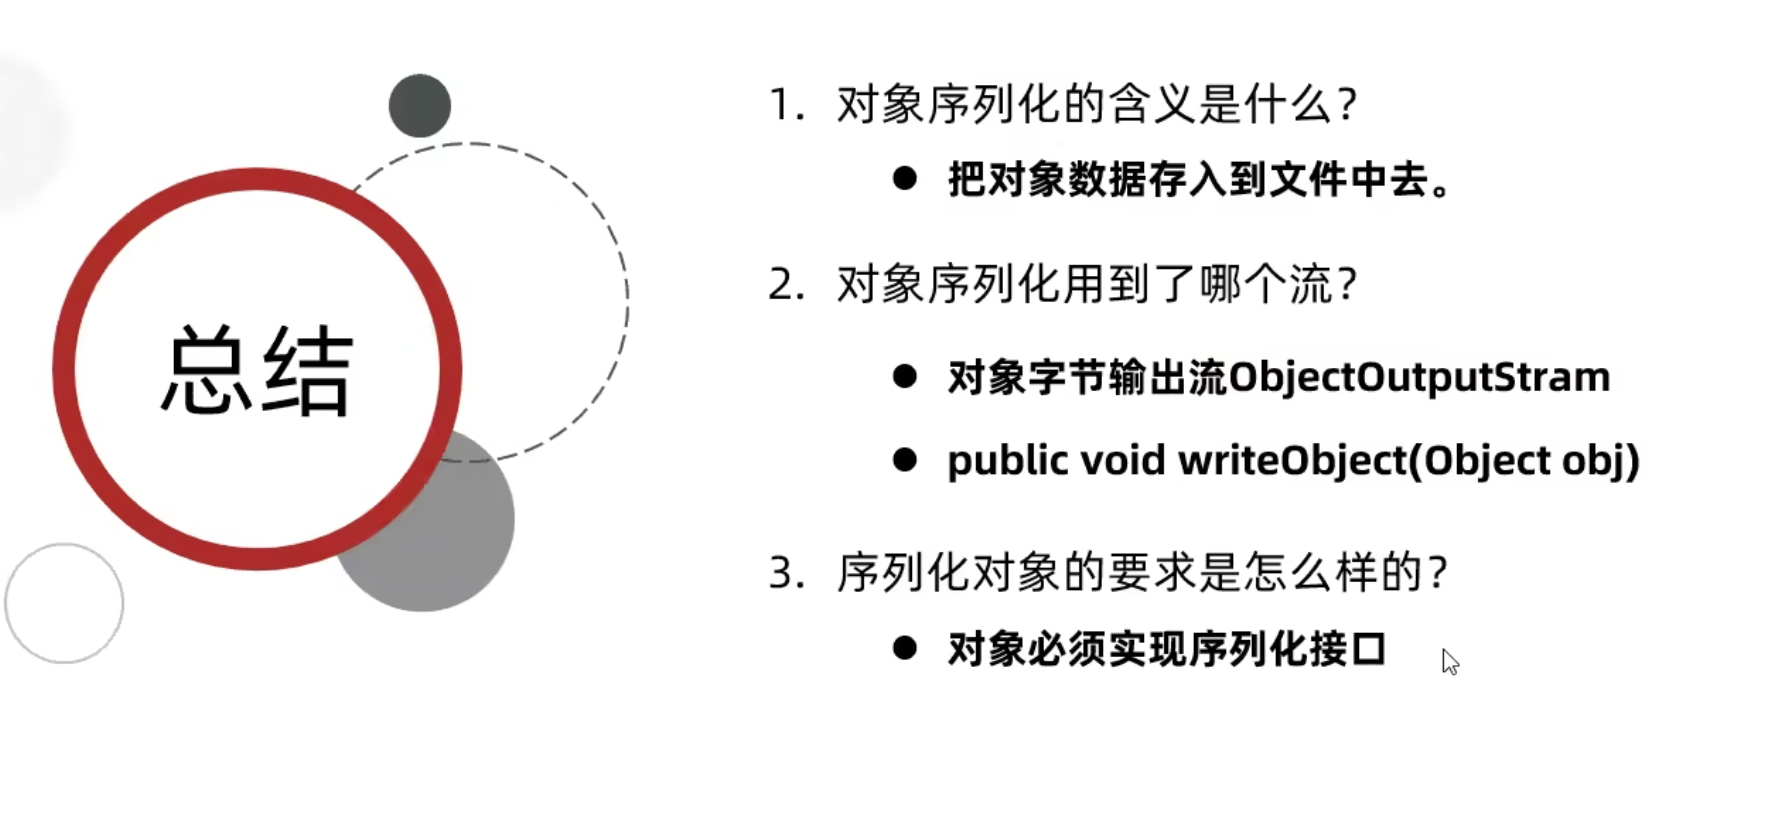 总结
1. 对象序列化的含义是什么?
● 把对象数据存入到文件中去。
2. 对象序列化用到了哪个流?
● 对象字节输出流ObjectOutputStram
● public void writeObject(Object obj)
3. 序列化对象的要求是怎么样的?
● 对象必须实现序列化接口